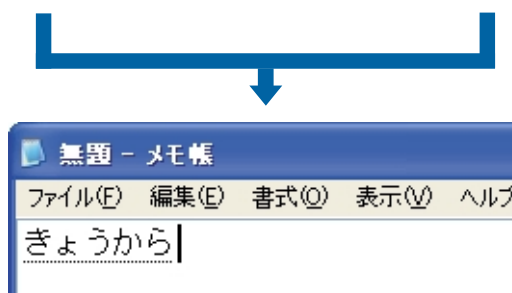 無題 - メモ帳
ファイル(F) 編集(E) 書式(O) 表示(V) ヘルプ
きょうから